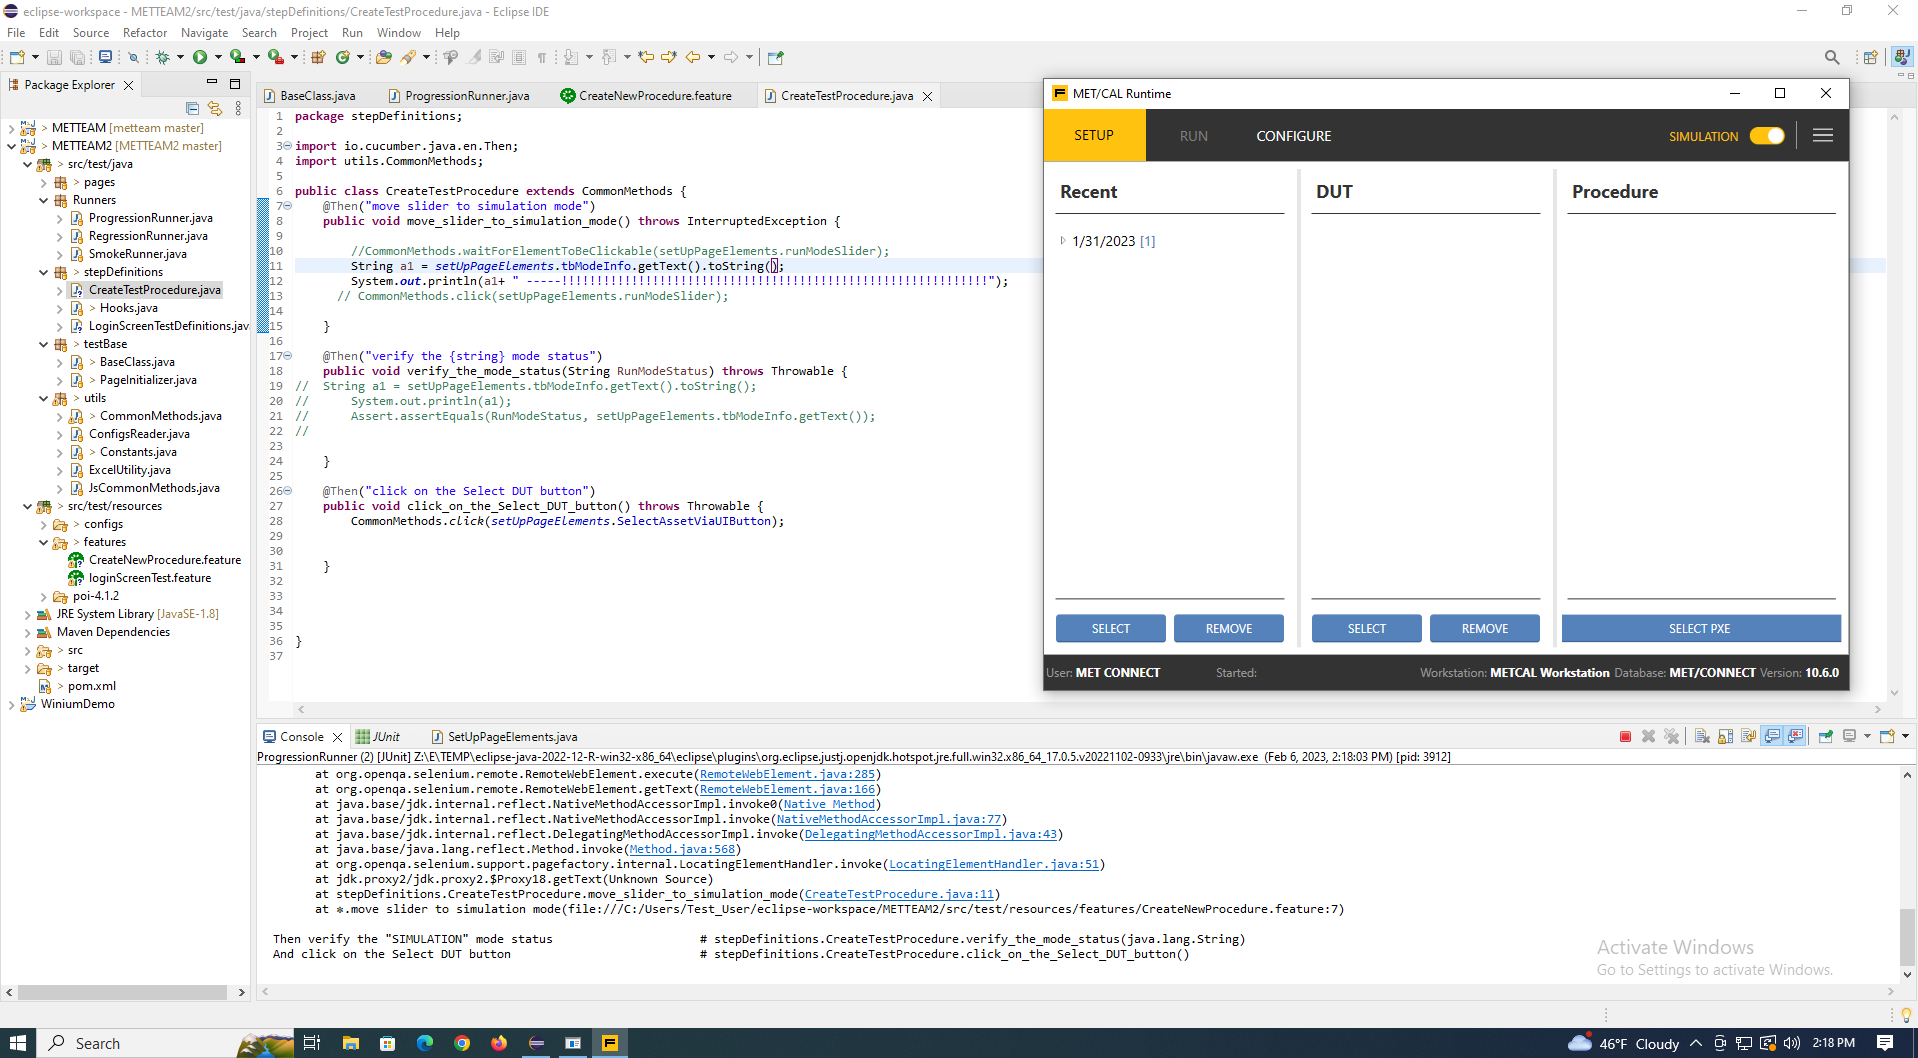 eclipse-workspace - METTEAM2/src/test/java/stepDefinitions/CreateTestProcedure.java - Eclipse IDE
File Edit Source Refactor Navigate Search Project Run Window Help
Package Explorer
METTEAM [metteam master]
> METTEAM2 [METTEAM2 master]
> src/test/java
> pages
Runners
> ProgressionRunner.java
> RegressionRunner.java
> SmokeRunner.java
> stepDefinitions
CreateTestProcedure.java
> Hooks.java
LoginScreenTestDefinitions.jav
> testBase
> BaseClass.java
> PageInitializer.java
> utils
> CommonMethods.java
ConfigsReader.java
> Constants.java
ExcelUtility.java
JsCommonMethods.java
> src/test/resources
> configs
> features
CreateNewProcedure.feature
loginScreenTest.feature
poi-4.1.2
JRE System Library [JavaSE-1.8]
Maven Dependencies
> src
> target
> pom.xml
WiniumDemo
BaseClass.java ProgressionRunner.java CreateNewProcedure.feature CreateTestProcedure.java
1 package stepDefinitions;
2
3 import io.cucumber.java.en.Then;
4 import utils.CommonMethods;
5
6 public class CreateTestProcedure extends CommonMethods {
7 @Then("move slider to simulation mode")
8 public void move_slider_to_simulation_mode() throws InterruptedException {
9
10 //CommonMethods.waitForElementToBeClickable(setUpPageElements.runModeSlider);
11 String a1 = setUpPageElements.tbModeInfo.getText().toString();
12 System.out.println(a1+ " -----!!!!!!!!!!!!!!!!!!!!!!!!!!!!!!!!!!!!!!!!!!!!!!!!!!!!!!!!!!!!!");
13 // CommonMethods.click(setUpPageElements.runModeSlider);
14
15 }
16
17 @Then("verify the {string} mode status")
18 public void verify_the_mode_status(String RunModeStatus) throws Throwable {
19 // String a1 = setUpPageElements.tbModeInfo.getText().toString();
20 // System.out.println(a1);
21 // Assert.assertEquals(RunModeStatus, setUpPageElements.tbModeInfo.getText());
22 //
23
24 }
25
26 @Then("click on the Select DUT button")
27 public void click_on_the_Select_DUT_button() throws Throwable {
28 CommonMethods.click(setUpPageElements.SelectAssetViaUIButton);
29
30
31 }
32
33
34
35
36 }
37
MET/CAL Runtime
SETUP RUN CONFIGURE SIMULATION
Recent DUT Procedure
1/31/2023 [1]
SELECT REMOVE SELECT REMOVE SELECT PXE
User: MET CONNECT Started: Workstation: METCAL Workstation Database: MET/CONNECT Version: 10.6.0
Console JUnit SetUpPageElements.java
ProgressionRunner (2) [JUnit] Z:\E\TEMP\eclipse-java-2022-12-R-win32-x86_64\eclipse\plugins\org.eclipse.justj.openjdk.hotspot.jre.full.win32.x86_64_17.0.5.v20221102-0933\jre\bin\javaw.exe (Feb 6, 2023, 2:18:03 PM) [pid: 3912]
at org.openqa.selenium.remote.RemoteWebElement.execute(RemoteWebElement.java:285)
at org.openqa.selenium.remote.RemoteWebElement.getText(RemoteWebElement.java:166)
at java.base/jdk.internal.reflect.NativeMethodAccessorImpl.invoke0(Native Method)
at java.base/jdk.internal.reflect.NativeMethodAccessorImpl.invoke(NativeMethodAccessorImpl.java:77)
at java.base/jdk.internal.reflect.DelegatingMethodAccessorImpl.invoke(DelegatingMethodAccessorImpl.java:43)
at java.base/java.lang.reflect.Method.invoke(Method.java:568)
at org.openqa.selenium.support.pagefactory.internal.LocatingElementHandler.invoke(LocatingElementHandler.java:51)
at jdk.proxy2/jdk.proxy2.$Proxy18.getText(Unknown Source)
at stepDefinitions.CreateTestProcedure.move_slider_to_simulation_mode(CreateTestProcedure.java:11)
at *.move slider to simulation mode(file:///C:/Users/Test_User/eclipse-workspace/METTEAM2/src/test/resources/features/CreateNewProcedure.feature:7)
Then verify the "SIMULATION" mode status # stepDefinitions.CreateTestProcedure.verify_the_mode_status(java.lang.String)
And click on the Select DUT button # stepDefinitions.CreateTestProcedure.click_on_the_Select_DUT_button()
Activate Windows
Go to Settings to activate Windows.
Search
46°F Cloudy
2:18 PM